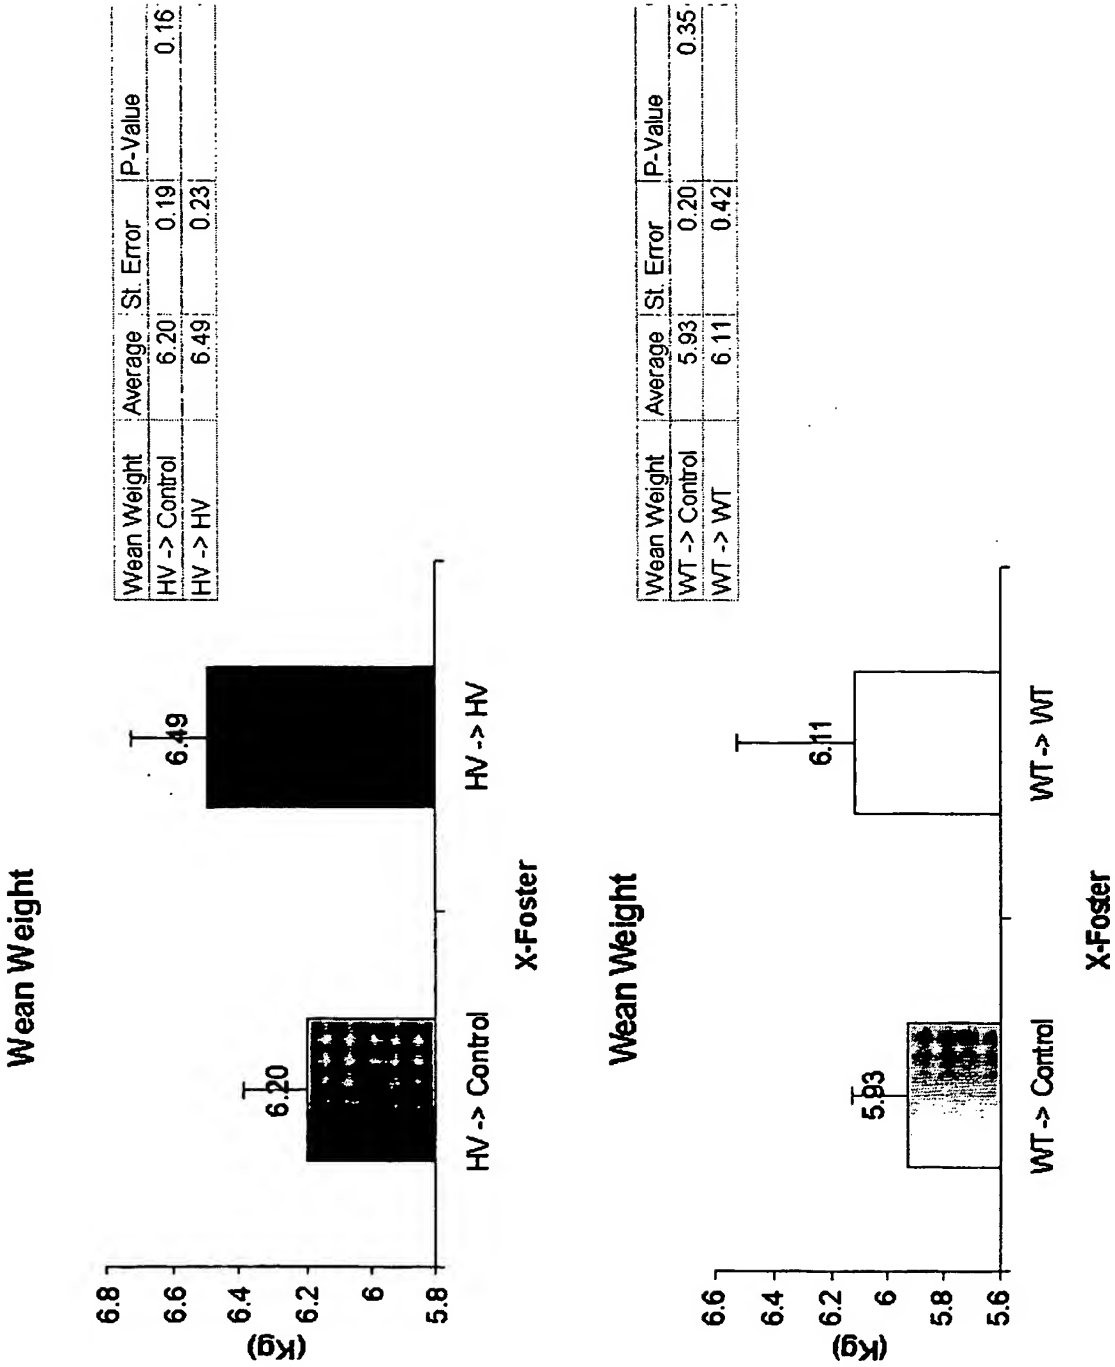 Wean Weight
(Kg)
6.8
6.6
6.4
6.2
6
5.8
6.20
6.49
HV -> Control
HV -> HV
X-Foster
Wean Weight Average St. Error P-Value
HV -> Control 6.20 0.19 0.16
HV -> HV 6.49 0.23
Wean Weight
(Kg)
6.6
6.4
6.2
6
5.8
5.6
5.93
6.11
WT -> Control
WT -> WT
X-Foster
Wean Weight Average St. Error P-Value
WT -> Control 5.93 0.20 0.35
WT -> WT 6.11 0.42